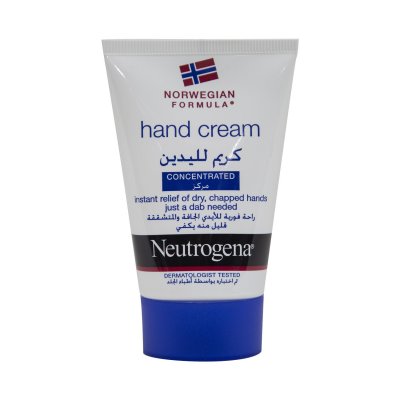 NORWEGIAN
FORMULA®
hand cream
كريم لليدين
CONCENTRATED
مركز
instant relief of dry, chapped hands
just a dab needed
راحة فورية للأيدي الجافة والمتشققة
قليل منه يكفي
Neutrogena®
DERMATOLOGIST TESTED
تم اختباره بواسطة أطباء الجلد